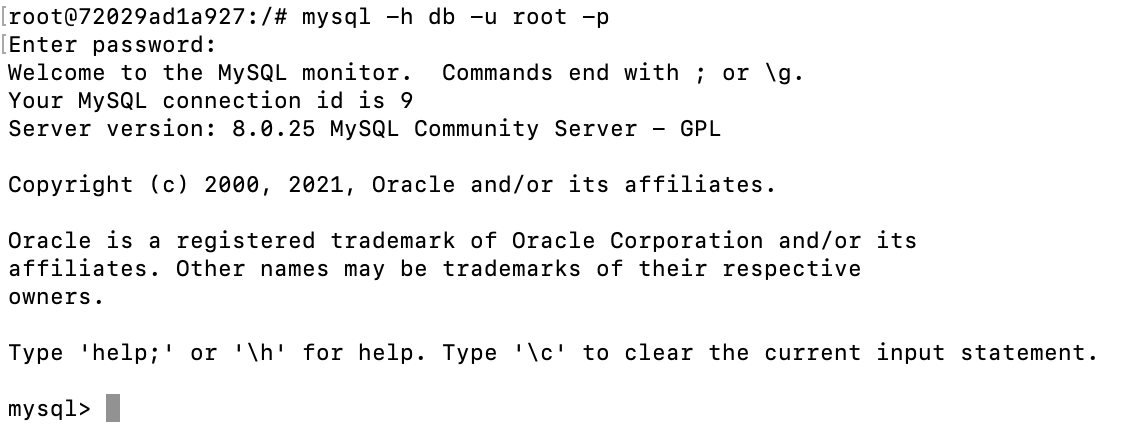 [root@72029ad1a927:/# mysql -h db -u root -p
[Enter password:
Welcome to the MySQL monitor.  Commands end with ; or \g.
Your MySQL connection id is 9
Server version: 8.0.25 MySQL Community Server - GPL

Copyright (c) 2000, 2021, Oracle and/or its affiliates.

Oracle is a registered trademark of Oracle Corporation and/or its
affiliates. Other names may be trademarks of their respective
owners.

Type 'help;' or '\h' for help. Type '\c' to clear the current input statement.

mysql>